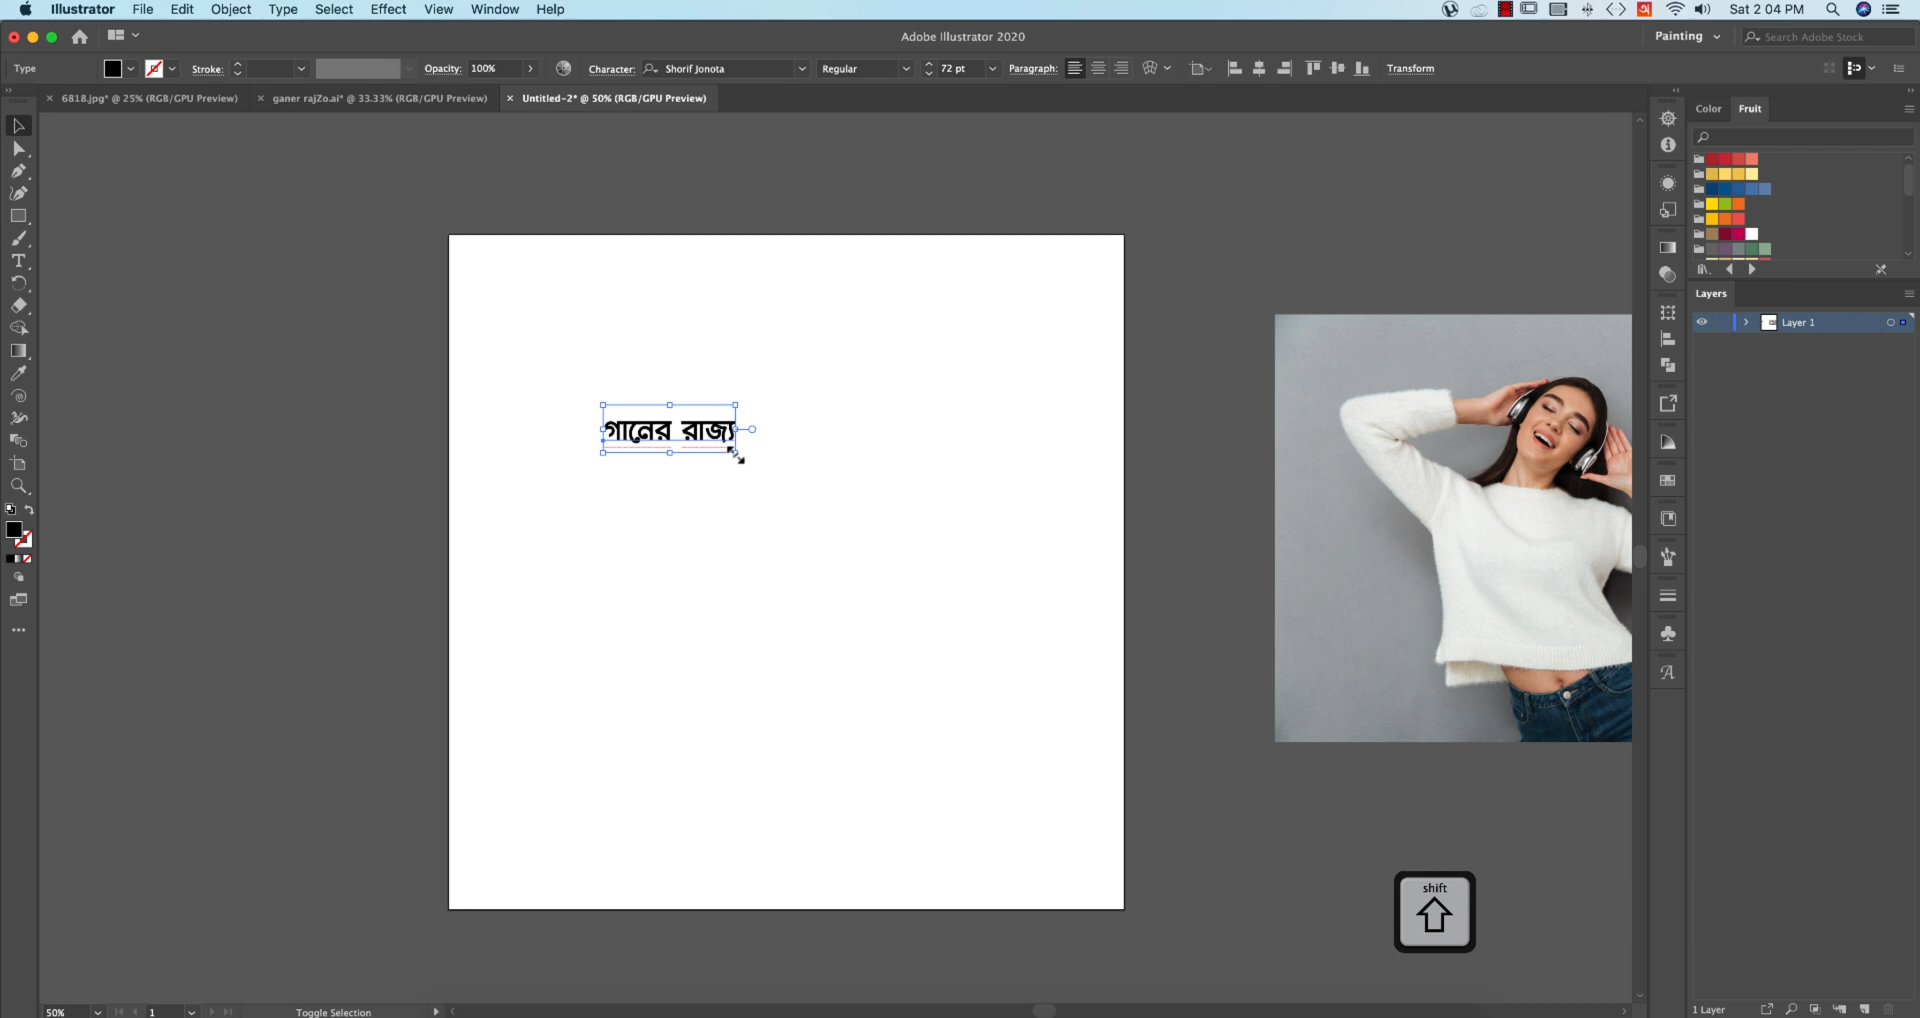 Illustrator File Edit Object Type Select Effect View Window Help Sat 2 04 PM
Adobe Illustrator 2020 Painting Search Adobe Stock
Type Stroke: Opacity: 100% Character: Shorif Jonota Regular 72 pt Paragraph: Transform
6818.jpg* @ 25% (RGB/GPU Preview) ganer rajZo.ai* @ 33.33% (RGB/GPU Preview) Untitled-2* @ 50% (RGB/GPU Preview)
Color Fruit
Layers
Layer 1
গানের রাজ্য
shift
50% 1 Toggle Selection 1 Layer